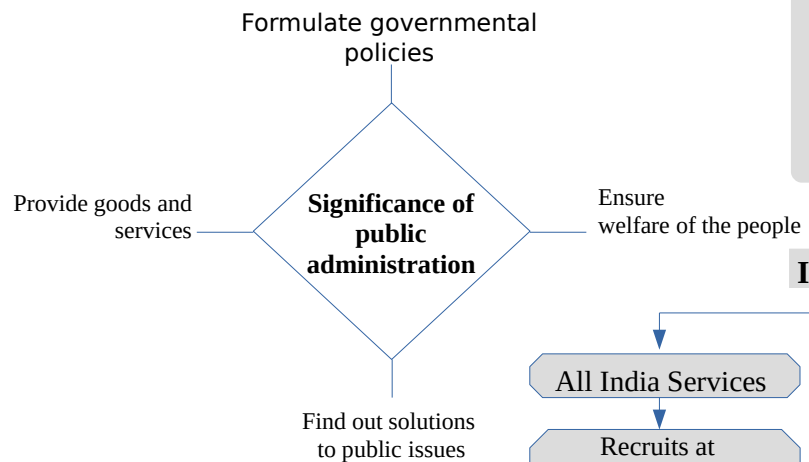 Formulate governmental
policies
Provide goods and
services
Significance of
public
administration
Ensure
welfare of the people
I
All India Services
Recruits at
Find out solutions
to public issues